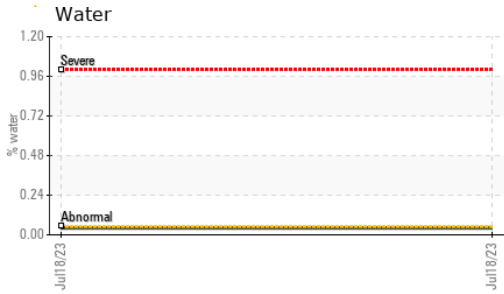 Water
1.20
Severe
0.96
0.72
% water
0.48
0.24
Abnormal
0.00
Jul18/23
Jul18/23